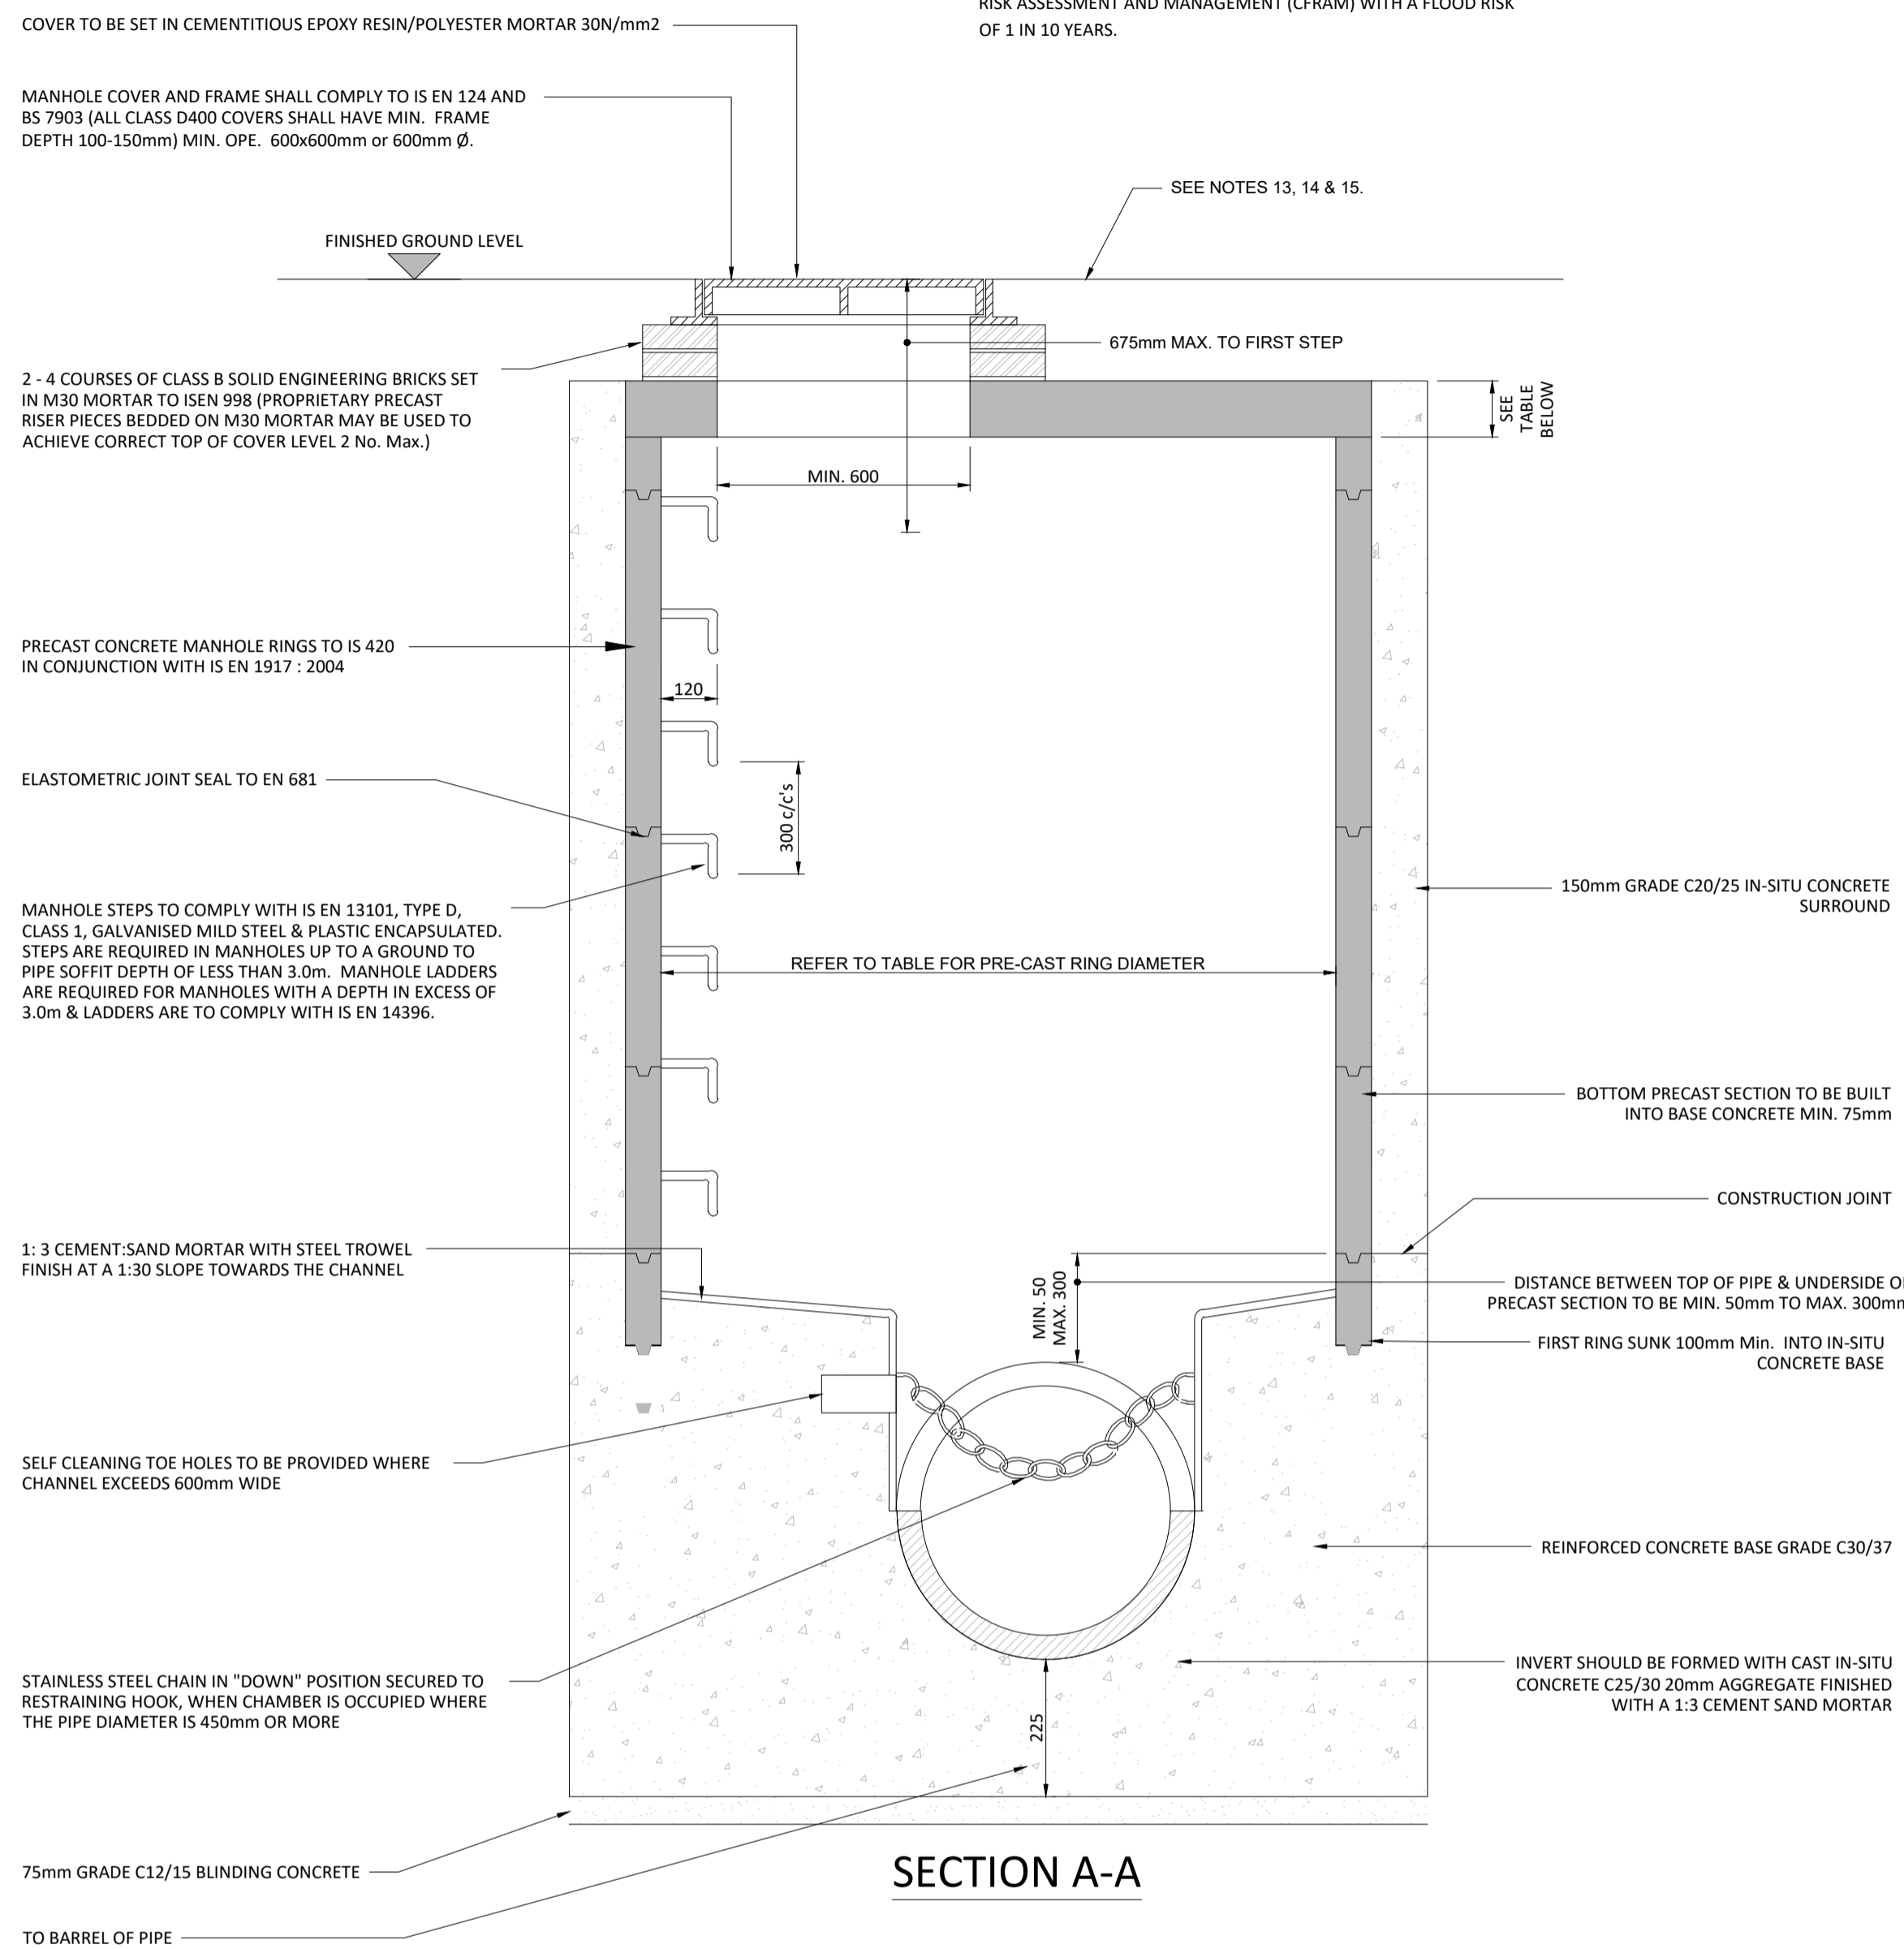 RISK ASSESSMENT AND MANAGEMENT (CFRAM) WITH A FLOOD RISK
OF 1 IN 10 YEARS.
COVER TO BE SET IN CEMENTITIOUS EPOXY RESIN/POLYESTER MORTAR 30N/mm2
MANHOLE COVER AND FRAME SHALL COMPLY TO IS EN 124 AND
BS 7903 (ALL CLASS D400 COVERS SHALL HAVE MIN. FRAME
DEPTH 100-150mm) MIN. OPE. 600x600mm or 600mm Ø.
SEE NOTES 13, 14 & 15.
FINISHED GROUND LEVEL
675mm MAX. TO FIRST STEP
2 - 4 COURSES OF CLASS B SOLID ENGINEERING BRICKS SET
IN M30 MORTAR TO ISEN 998 (PROPRIETARY PRECAST
RISER PIECES BEDDED ON M30 MORTAR MAY BE USED TO
ACHIEVE CORRECT TOP OF COVER LEVEL 2 No. Max.)
SEE
TABLE
BELOW
MIN. 600
PRECAST CONCRETE MANHOLE RINGS TO IS 420
IN CONJUNCTION WITH IS EN 1917 : 2004
120
ELASTOMETRIC JOINT SEAL TO EN 681
300 c/c's
MANHOLE STEPS TO COMPLY WITH IS EN 13101, TYPE D,
CLASS 1, GALVANISED MILD STEEL & PLASTIC ENCAPSULATED.
STEPS ARE REQUIRED IN MANHOLES UP TO A GROUND TO
PIPE SOFFIT DEPTH OF LESS THAN 3.0m. MANHOLE LADDERS
ARE REQUIRED FOR MANHOLES WITH A DEPTH IN EXCESS OF
3.0m & LADDERS ARE TO COMPLY WITH IS EN 14396.
150mm GRADE C20/25 IN-SITU CONCRETE
SURROUND
REFER TO TABLE FOR PRE-CAST RING DIAMETER
BOTTOM PRECAST SECTION TO BE BUILT
INTO BASE CONCRETE MIN. 75mm
CONSTRUCTION JOINT
1: 3 CEMENT:SAND MORTAR WITH STEEL TROWEL
FINISH AT A 1:30 SLOPE TOWARDS THE CHANNEL
MIN. 50
MAX. 300
DISTANCE BETWEEN TOP OF PIPE & UNDERSIDE O
PRECAST SECTION TO BE MIN. 50mm TO MAX. 300m
FIRST RING SUNK 100mm Min. INTO IN-SITU
CONCRETE BASE
SELF CLEANING TOE HOLES TO BE PROVIDED WHERE
CHANNEL EXCEEDS 600mm WIDE
REINFORCED CONCRETE BASE GRADE C30/37
STAINLESS STEEL CHAIN IN "DOWN" POSITION SECURED TO
RESTRAINING HOOK, WHEN CHAMBER IS OCCUPIED WHERE
THE PIPE DIAMETER IS 450mm OR MORE
INVERT SHOULD BE FORMED WITH CAST IN-SITU
CONCRETE C25/30 20mm AGGREGATE FINISHED
WITH A 1:3 CEMENT SAND MORTAR
225
75mm GRADE C12/15 BLINDING CONCRETE
SECTION A-A
TO BARREL OF PIPE